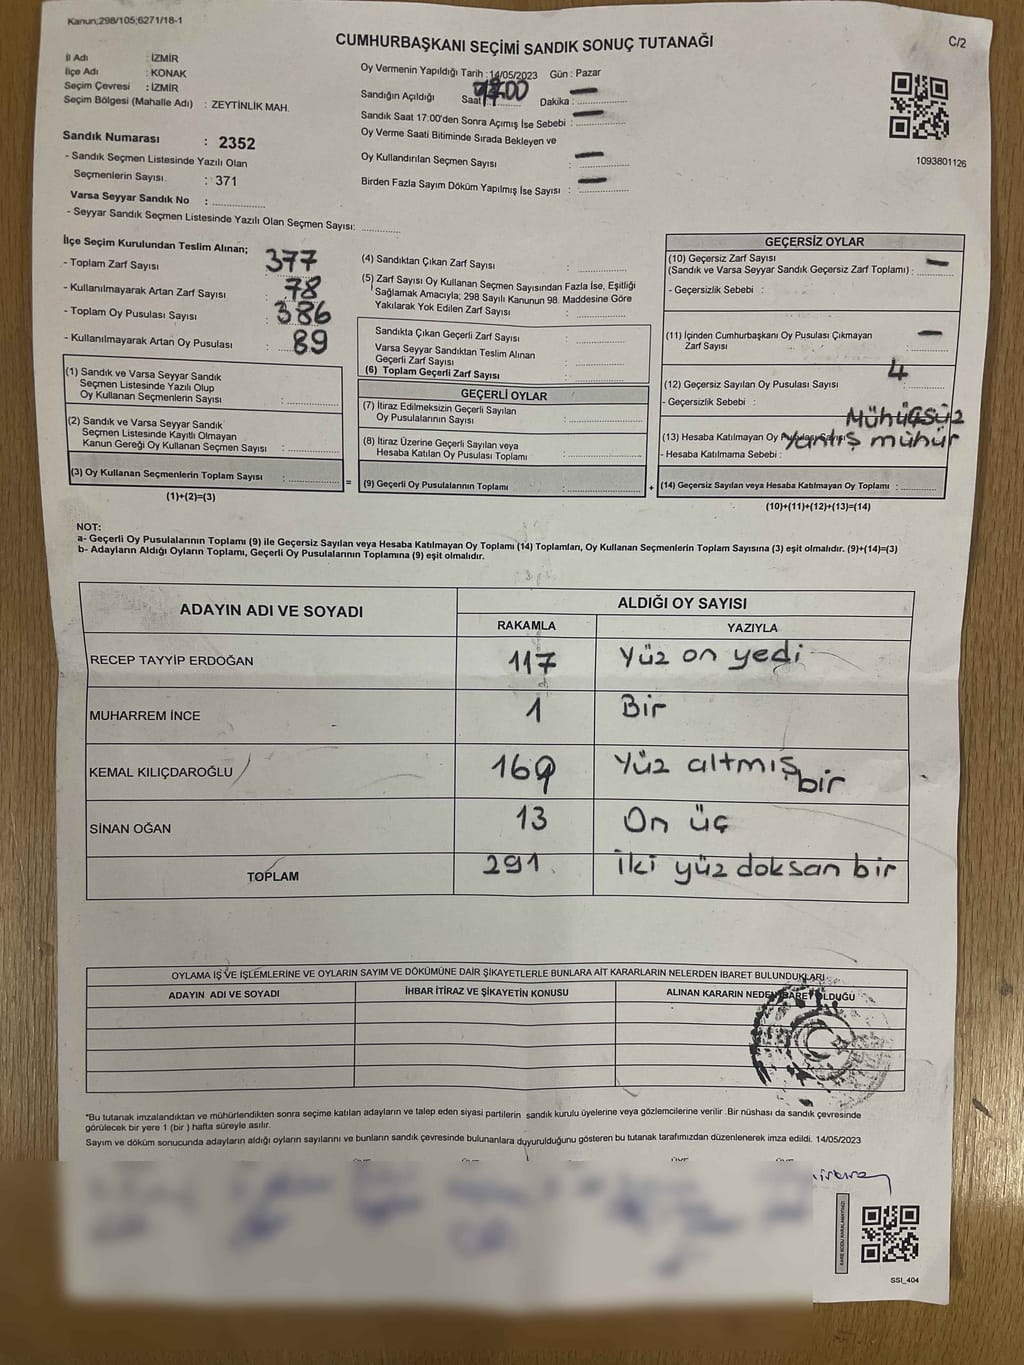 Kanun;298/105;6271/18-1
CUMHURBAŞKANI SEÇİMİ SANDIK SONUÇ TUTANAĞI
C/2
İl Adı : İZMİR
İlçe Adı : KONAK
Seçim Çevresi : İZMİR
Seçim Bölgesi (Mahalle Adı) : ZEYTİNLİK MAH.
Sandık Numarası : 2352
- Sandık Seçmen Listesinde Yazılı Olan
Seçmenlerin Sayısı. : 371
Varsa Seyyar Sandık No :
- Seyyar Sandık Seçmen Listesinde Yazılı Olan Seçmen Sayısı:
Oy Vermenin Yapıldığı Tarih : 14/05/2023 Gün : Pazar
Sandığın Açıldığı Saat : Dakika : —
Sandık Saat 17:00'den Sonra Açımış İse Sebebi : —
Oy Verme Saati Bitiminde Sırada Bekleyen ve
Oy Kullandırılan Seçmen Sayısı : —
Birden Fazla Sayım Döküm Yapılmış İse Sayısı : —
1093801126
İlçe Seçim Kurulundan Teslim Alınan;
- Toplam Zarf Sayısı : 377
- Kullanılmayarak Artan Zarf Sayısı : 78
- Toplam Oy Pusulası Sayısı : 386
- Kullanılmayarak Artan Oy Pusulası : 89
(1) Sandık ve Varsa Seyyar Sandık
Seçmen Listesinde Yazılı Olup
Oy Kullanan Seçmenlerin Sayısı :
(2) Sandık ve Varsa Seyyar Sandık
Seçmen Listesinde Kayıtlı Olmayan
Kanun Gereği Oy Kullanan Seçmen Sayısı :
(3) Oy Kullanan Seçmenlerin Toplam Sayısı :
(1)+(2)=(3)
=
(4) Sandıktan Çıkan Zarf Sayısı :
(5) Zarf Sayısı Oy Kullanan Seçmen Sayısından Fazla İse, Eşitliği
Sağlamak Amacıyla; 298 Sayılı Kanunun 98. Maddesine Göre
Yakılarak Yok Edilen Zarf Sayısı :
Sandıkta Çıkan Geçerli Zarf Sayısı :
Varsa Seyyar Sandıktan Teslim Alınan
Geçerli Zarf Sayısı :
(6) Toplam Geçerli Zarf Sayısı :
GEÇERLİ OYLAR
(7) İtiraz Edilmeksizin Geçerli Sayılan
Oy Pusulalarının Sayısı :
(8) İtiraz Üzerine Geçerli Sayılan veya
Hesaba Katılan Oy Pusulası Toplamı :
(9) Geçerli Oy Pusulalarının Toplamı :
+
GEÇERSİZ OYLAR
(10) Geçersiz Zarf Sayısı
(Sandık ve Varsa Seyyar Sandık Geçersiz Zarf Toplamı) : —
- Geçersizlik Sebebi :
(11) İçinden Cumhurbaşkanı Oy Pusulası Çıkmayan
Zarf Sayısı : —
(12) Geçersiz Sayılan Oy Pusulası Sayısı : 4
- Geçersizlik Sebebi : Mühürsüz
(13) Hesaba Katılmayan Oy Pusulası Sayısı Yanlış mühür
- Hesaba Katılmama Sebebi :
(14) Geçersiz Sayılan veya Hesaba Katılmayan Oy Toplamı :
(10)+(11)+(12)+(13)=(14)
NOT:
a- Geçerli Oy Pusulalarının Toplamı (9) ile Geçersiz Sayılan veya Hesaba Katılmayan Oy Toplamı (14) Toplamları, Oy Kullanan Seçmenlerin Toplam Sayısına (3) eşit olmalıdır. (9)+(14)=(3)
b- Adayların Aldığı Oyların Toplamı, Geçerli Oy Pusulalarının Toplamına (9) eşit olmalıdır.
ADAYIN ADI VE SOYADI
ALDIĞI OY SAYISI
RAKAMLA YAZIYLA
RECEP TAYYİP ERDOĞAN 117 Yüz on yedi
MUHARREM İNCE 1 Bir
KEMAL KILIÇDAROĞLU Yüz altmış bir
SİNAN OĞAN 13 On üç
TOPLAM 291 İki yüz doksan bir
OYLAMA İŞ VE İŞLEMLERİNE VE OYLARIN SAYIM VE DÖKÜMÜNE DAİR ŞİKAYETLERLE BUNLARA AİT KARARLARIN NELERDEN İBARET BULUNDUKLARI
ADAYIN ADI VE SOYADI İHBAR İTİRAZ VE ŞİKAYETİN KONUSU ALINAN KARARIN NEDEN İBARET OLDUĞU
*Bu tutanak imzalandıktan ve mühürlendikten sonra seçime katılan adayların ve talep eden siyasi partilerin sandık kurulu üyelerine veya gözlemcilerine verilir .Bir nüshası da sandık çevresinde
görülecek bir yere 1 (bir ) hafta süreyle asılır.
Sayım ve döküm sonucunda adayların aldığı oyların sayılarını ve bunların sandık çevresinde bulunanlara duyurulduğunu gösteren bu tutanak tarafımızdan düzenlenerek imza edildi. 14/05/2023
SSI_404